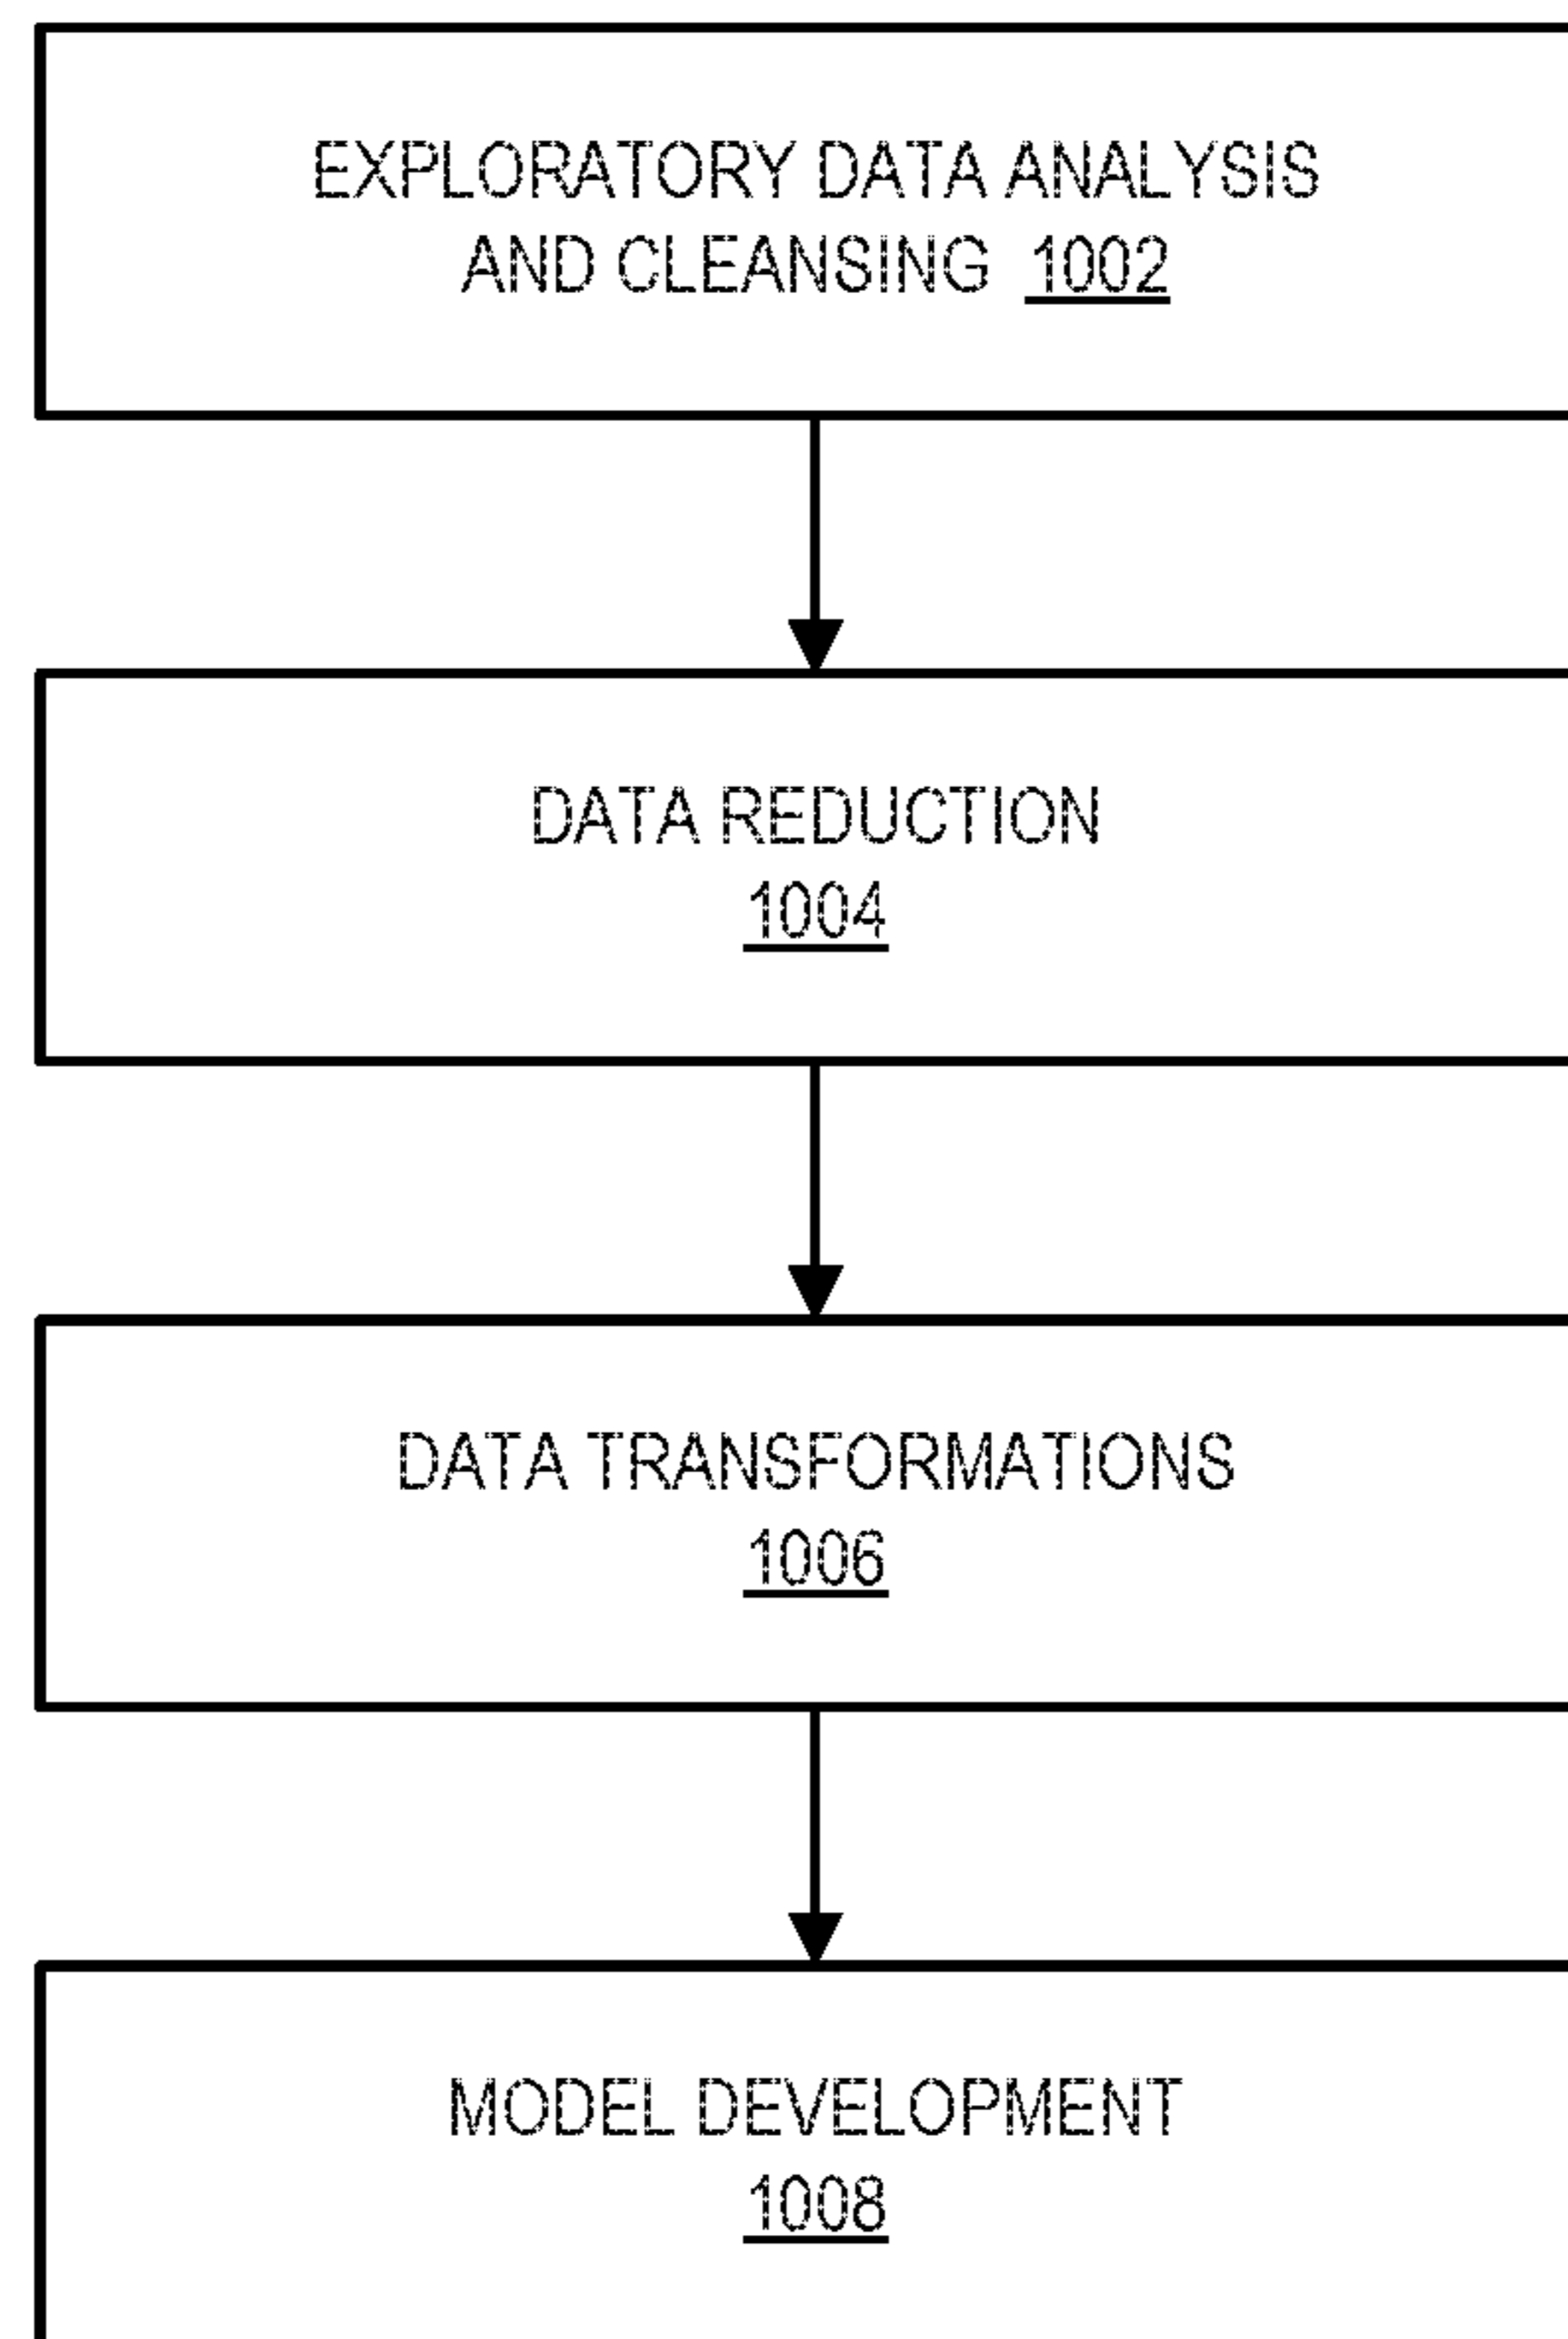 EXPLORATORY DATA ANALYSIS
AND CLEANSING 1002
DATA REDUCTION
1004
DATA TRANSFORMATIONS
1006
MODEL DEVELOPMENT
1008